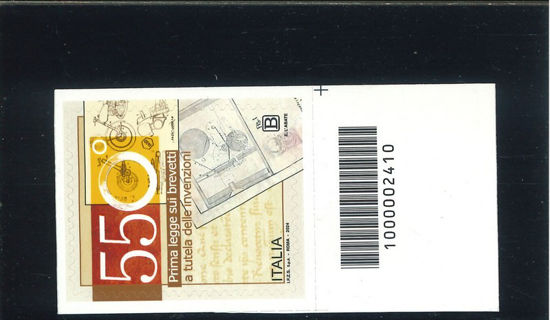 550°
Prima legge sui brevetti
a tutela delle invenzioni
B
ITALIA
I.P.Z.S. S.p.A. - ROMA - 2024
1000002410